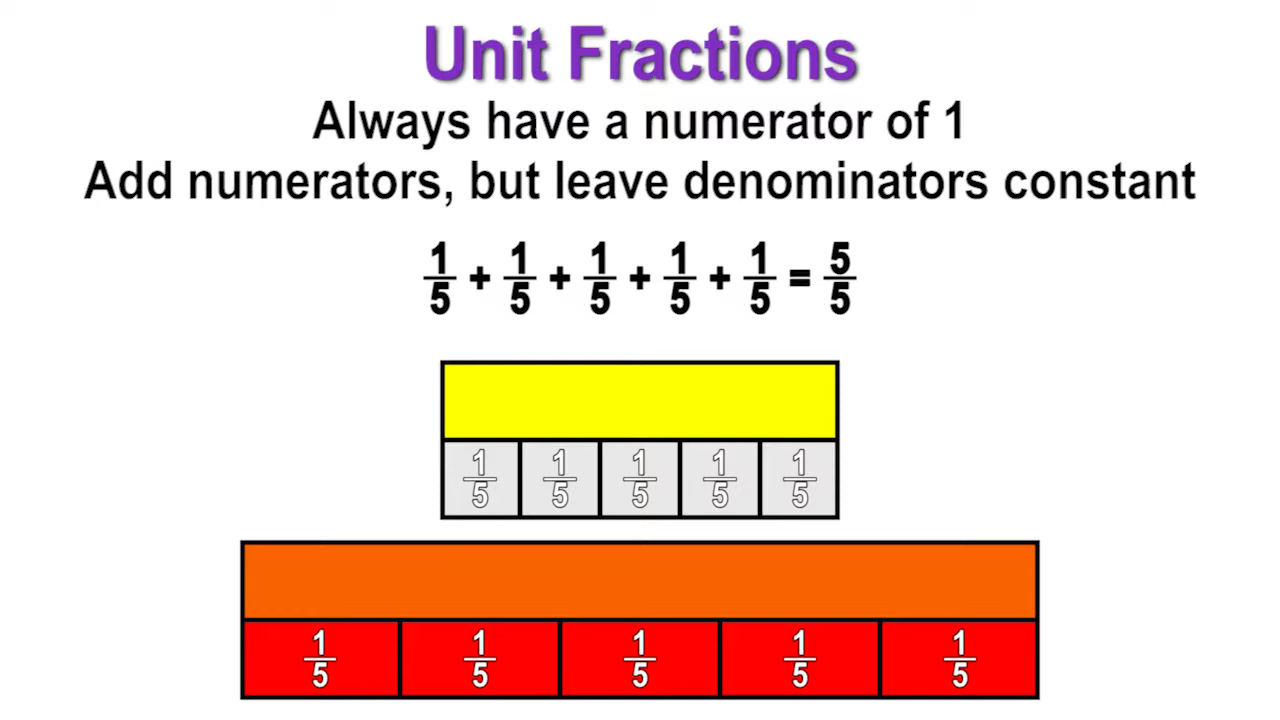 Unit Fractions
Always have a numerator of 1
Add numerators, but leave denominators constant
1/5 + 1/5 + 1/5 + 1/5 + 1/5 = 5/5
1/5 1/5 1/5 1/5 1/5
1/5 1/5 1/5 1/5 1/5